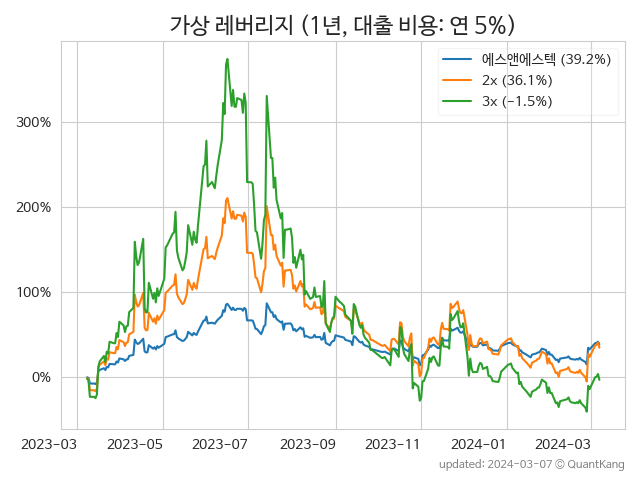 가상 레버리지 (1년, 대출 비용: 연 5%)
에스앤에스텍 (39.2%)
2x (36.1%)
3x (−1.5%)
300%
200%
100%
0%
2023-03 2023-05 2023-07 2023-09 2023-11 2024-01 2024-03
updated: 2024-03-07 © QuantKang